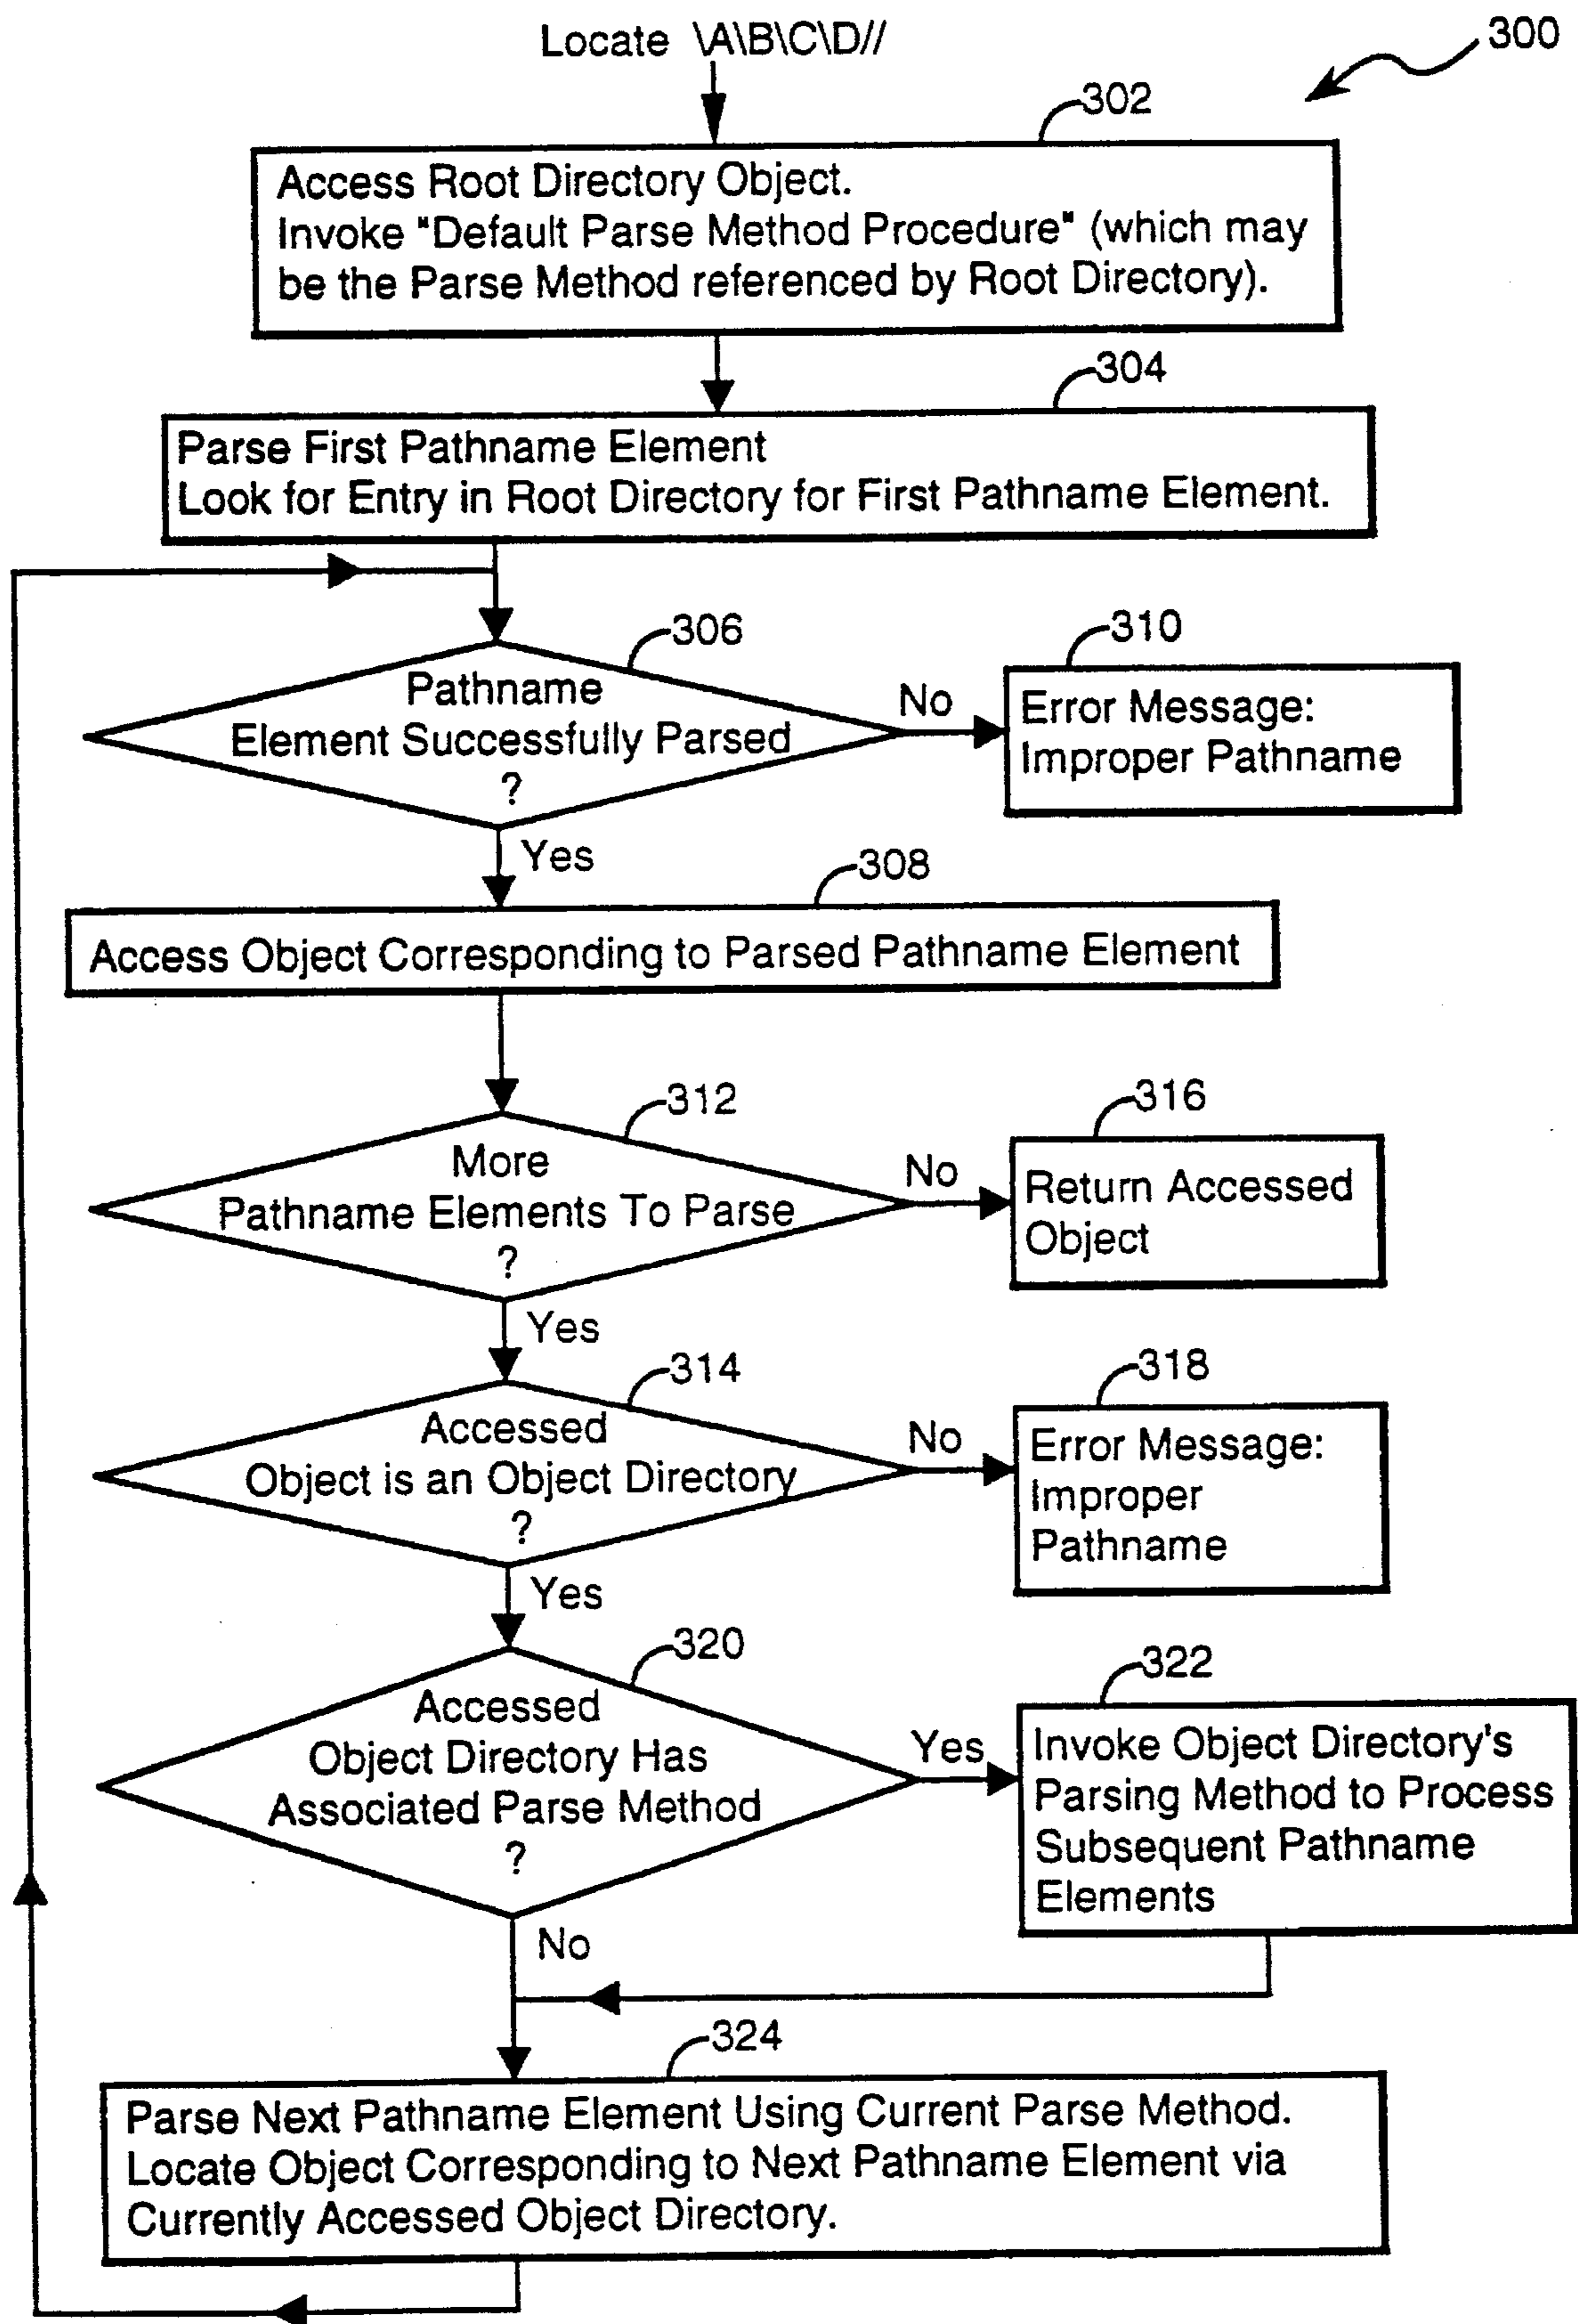 Locate \A\B\C\D//
300
302
Access Root Directory Object.
Invoke "Default Parse Method Procedure" (which may
be the Parse Method referenced by Root Directory).
304
Parse First Pathname Element
Look for Entry in Root Directory for First Pathname Element.
306
Pathname
Element Successfully Parsed
?
No
310
Error Message:
Improper Pathname
Yes
308
Access Object Corresponding to Parsed Pathname Element
312
More
Pathname Elements To Parse
?
No
316
Return Accessed
Object
Yes
314
Accessed
Object is an Object Directory
?
No
318
Error Message:
Improper
Pathname
Yes
320
Accessed
Object Directory Has
Associated Parse Method
?
Yes
322
Invoke Object Directory's
Parsing Method to Process
Subsequent Pathname
Elements
No
324
Parse Next Pathname Element Using Current Parse Method.
Locate Object Corresponding to Next Pathname Element via
Currently Accessed Object Directory.